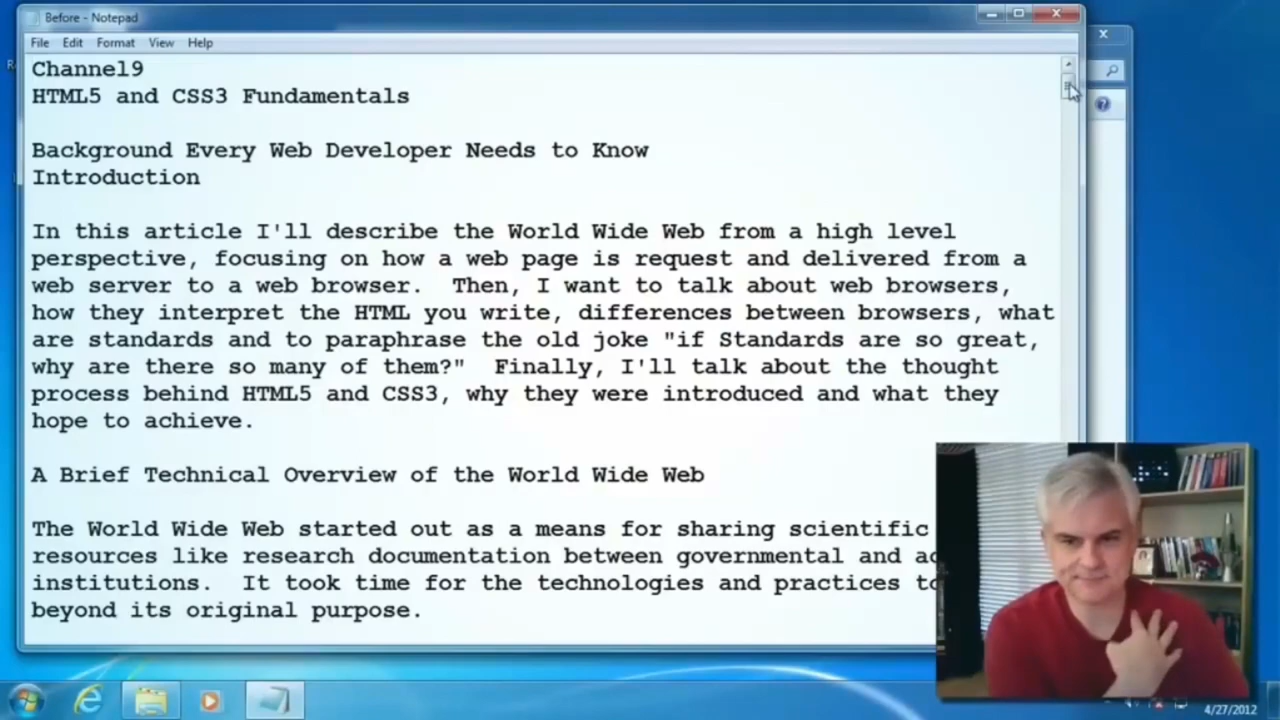 Before - Notepad
File Edit Format View Help
Channel9
HTML5 and CSS3 Fundamentals
Background Every Web Developer Needs to Know
Introduction
In this article I'll describe the World Wide Web from a high level
perspective, focusing on how a web page is request and delivered from a
web server to a web browser.  Then, I want to talk about web browsers,
how they interpret the HTML you write, differences between browsers, what
are standards and to paraphrase the old joke "if Standards are so great,
why are there so many of them?"  Finally, I'll talk about the thought
process behind HTML5 and CSS3, why they were introduced and what they
hope to achieve.
A Brief Technical Overview of the World Wide Web
The World Wide Web started out as a means for sharing scientific
resources like research documentation between governmental and
institutions.  It took time for the technologies and practices
beyond its original purpose.
4/27/2012